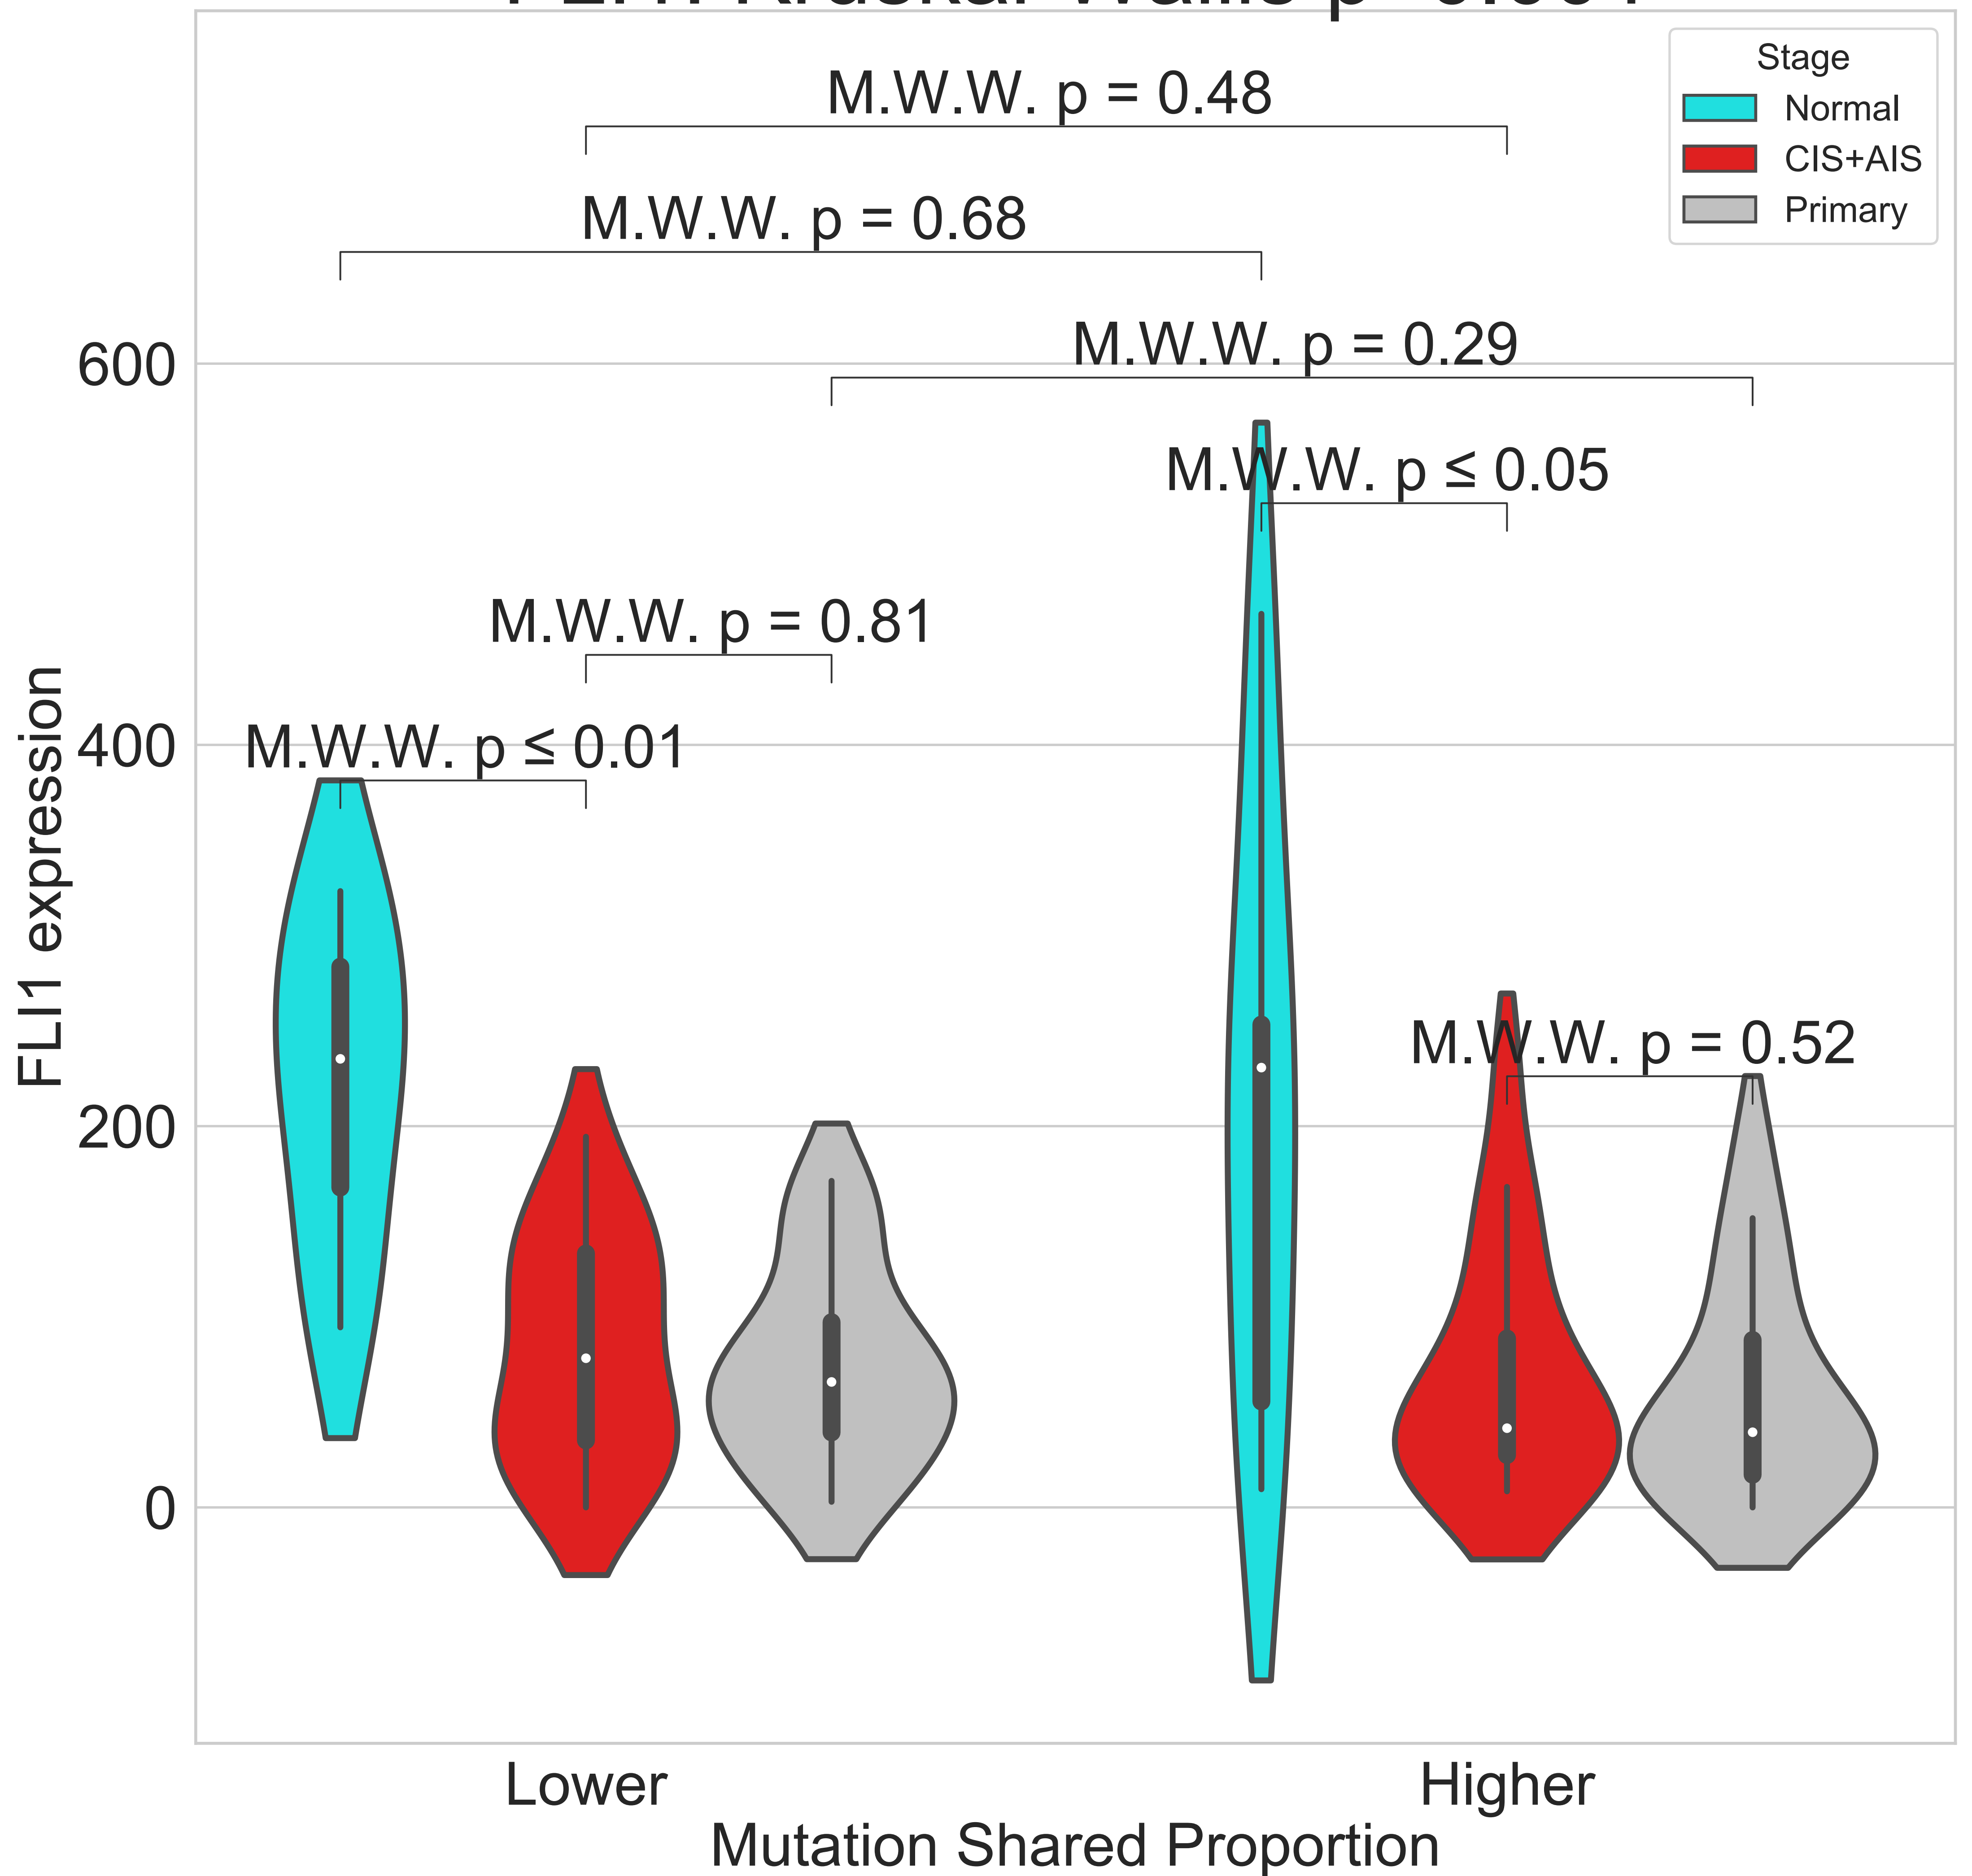 Stage
Normal
CIS+AIS
Primary
M.W.W. p = 0.48
M.W.W. p = 0.68
M.W.W. p = 0.29
M.W.W. p ≤ 0.05
M.W.W. p = 0.81
M.W.W. p ≤ 0.01
M.W.W. p = 0.52
FLI1 expression
600
400
200
0
Lower
Higher
Mutation Shared Proportion